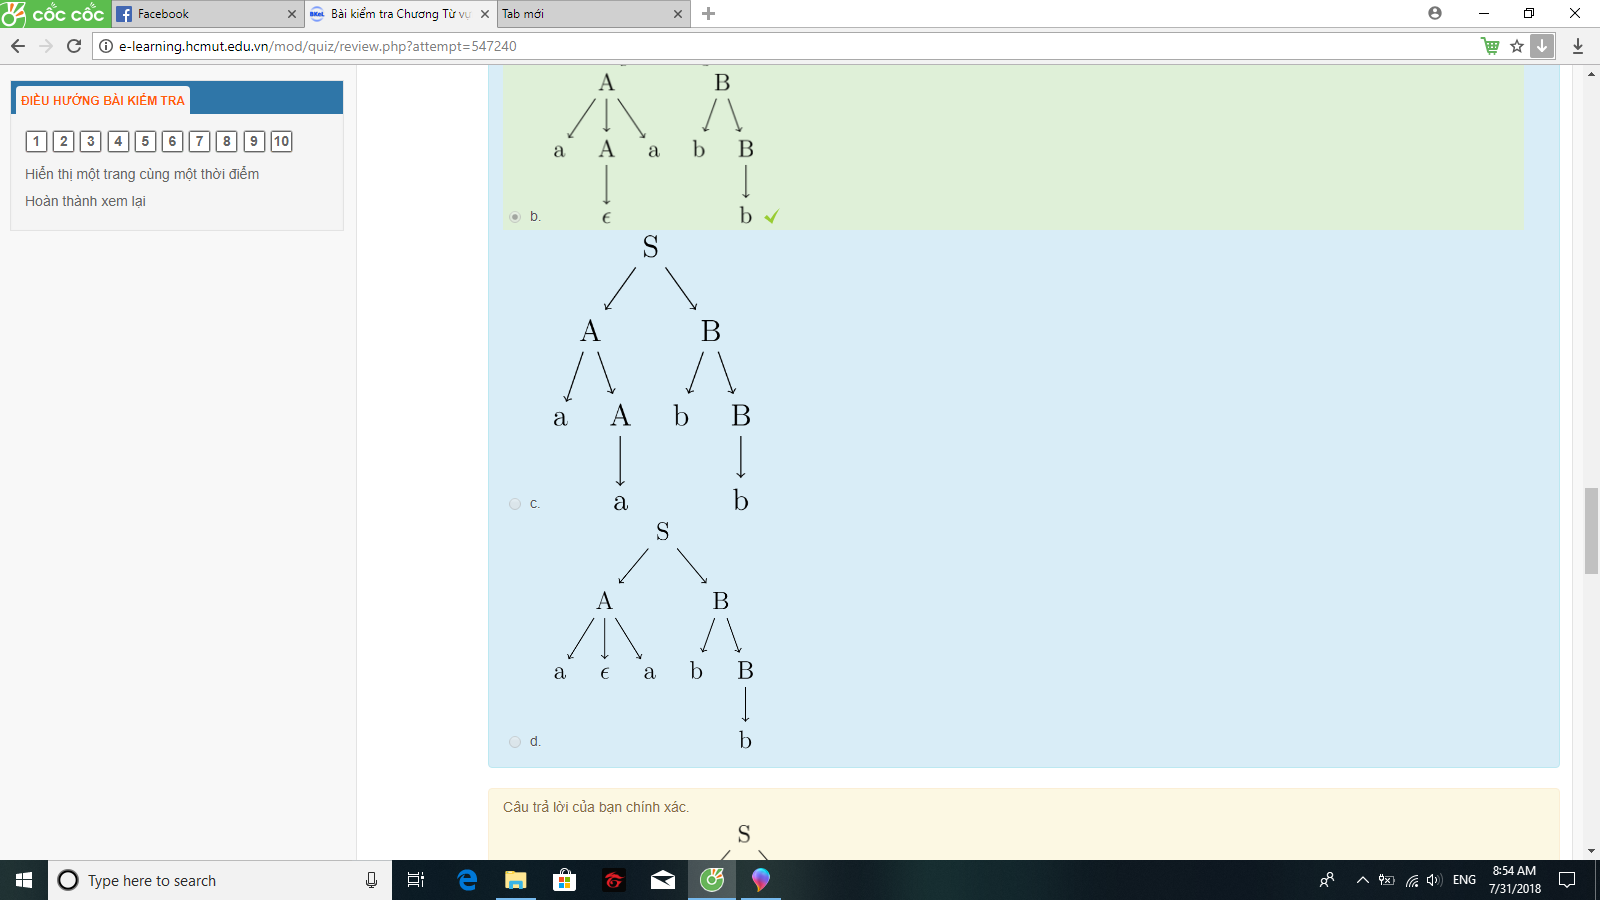 cốc cốc
Facebook
Bài kiểm tra Chương Từ vự
Tab mới
e-learning.hcmut.edu.vn/mod/quiz/review.php?attempt=547240
ĐIỀU HƯỚNG BÀI KIỂM TRA
1 2 3 4 5 6 7 8 9 10
Hiển thị một trang cùng một thời điểm
Hoàn thành xem lại
A B
a A a b B
b. ϵ b
S
A B
a A b B
c. a b
S
A B
a ϵ a b B
d. b
Câu trả lời của bạn chính xác.
S
Type here to search
ENG
8:54 AM
7/31/2018